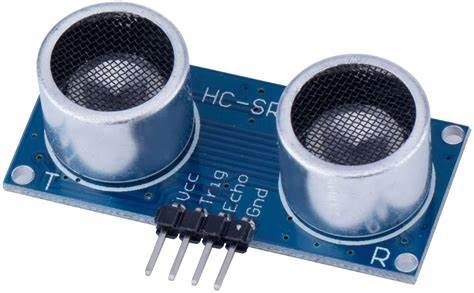 HC-SR
T
Vcc
Trig
Echo
Gnd
R